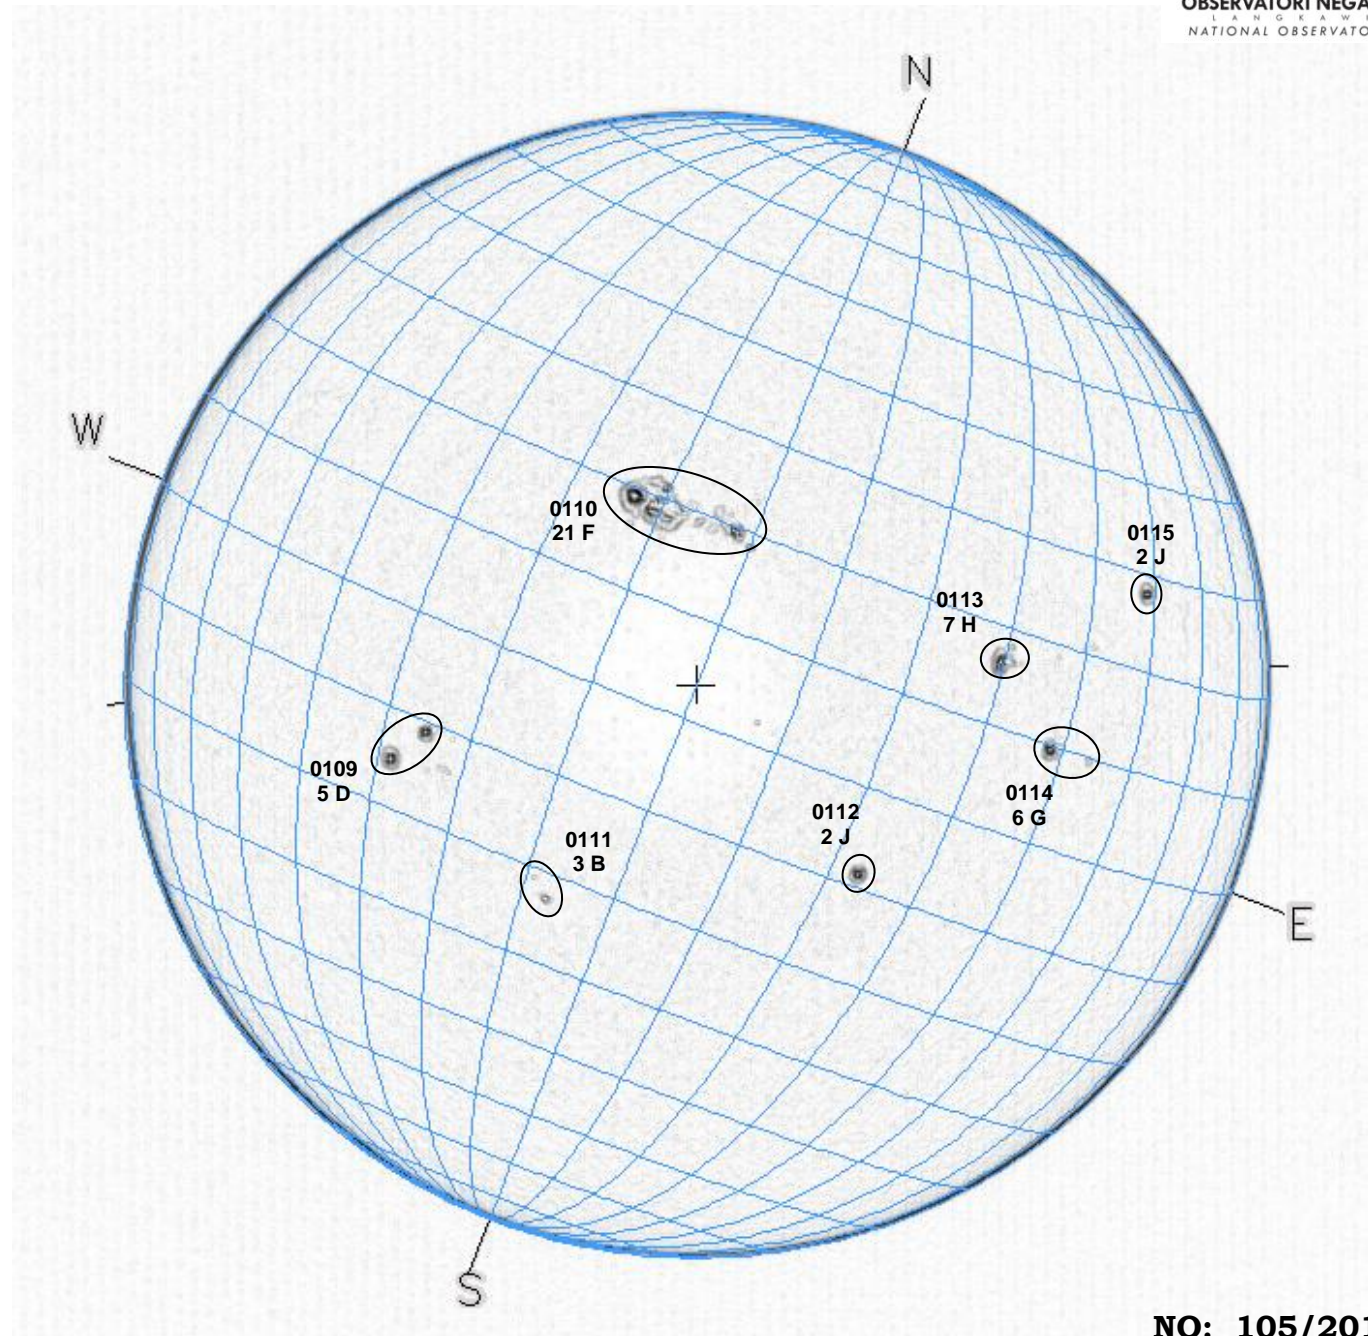 OBSERVATORI NEGA
L A N G K A W
NATIONAL OBSERVATO
N
W
0110
21 F
0115
2 J
0113
7 H
0109
5 D
0114
6 G
0112
2 J
0111
3 B
E
S
NO: 105/201